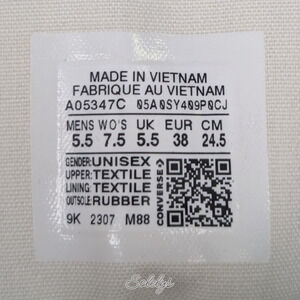 MADE IN VIETNAM
FABRIQUE AU VIETNAM
A05347C 05A0SY409P0CJ
MENS WO'S UK EUR CM
5.5 7.5 5.5 38 24.5
GENDER: UNISEX
UPPER: TEXTILE
LINING: TEXTILE
OUTSOLE: RUBBER
CONVERSE
9K 2307 M88
Soldys